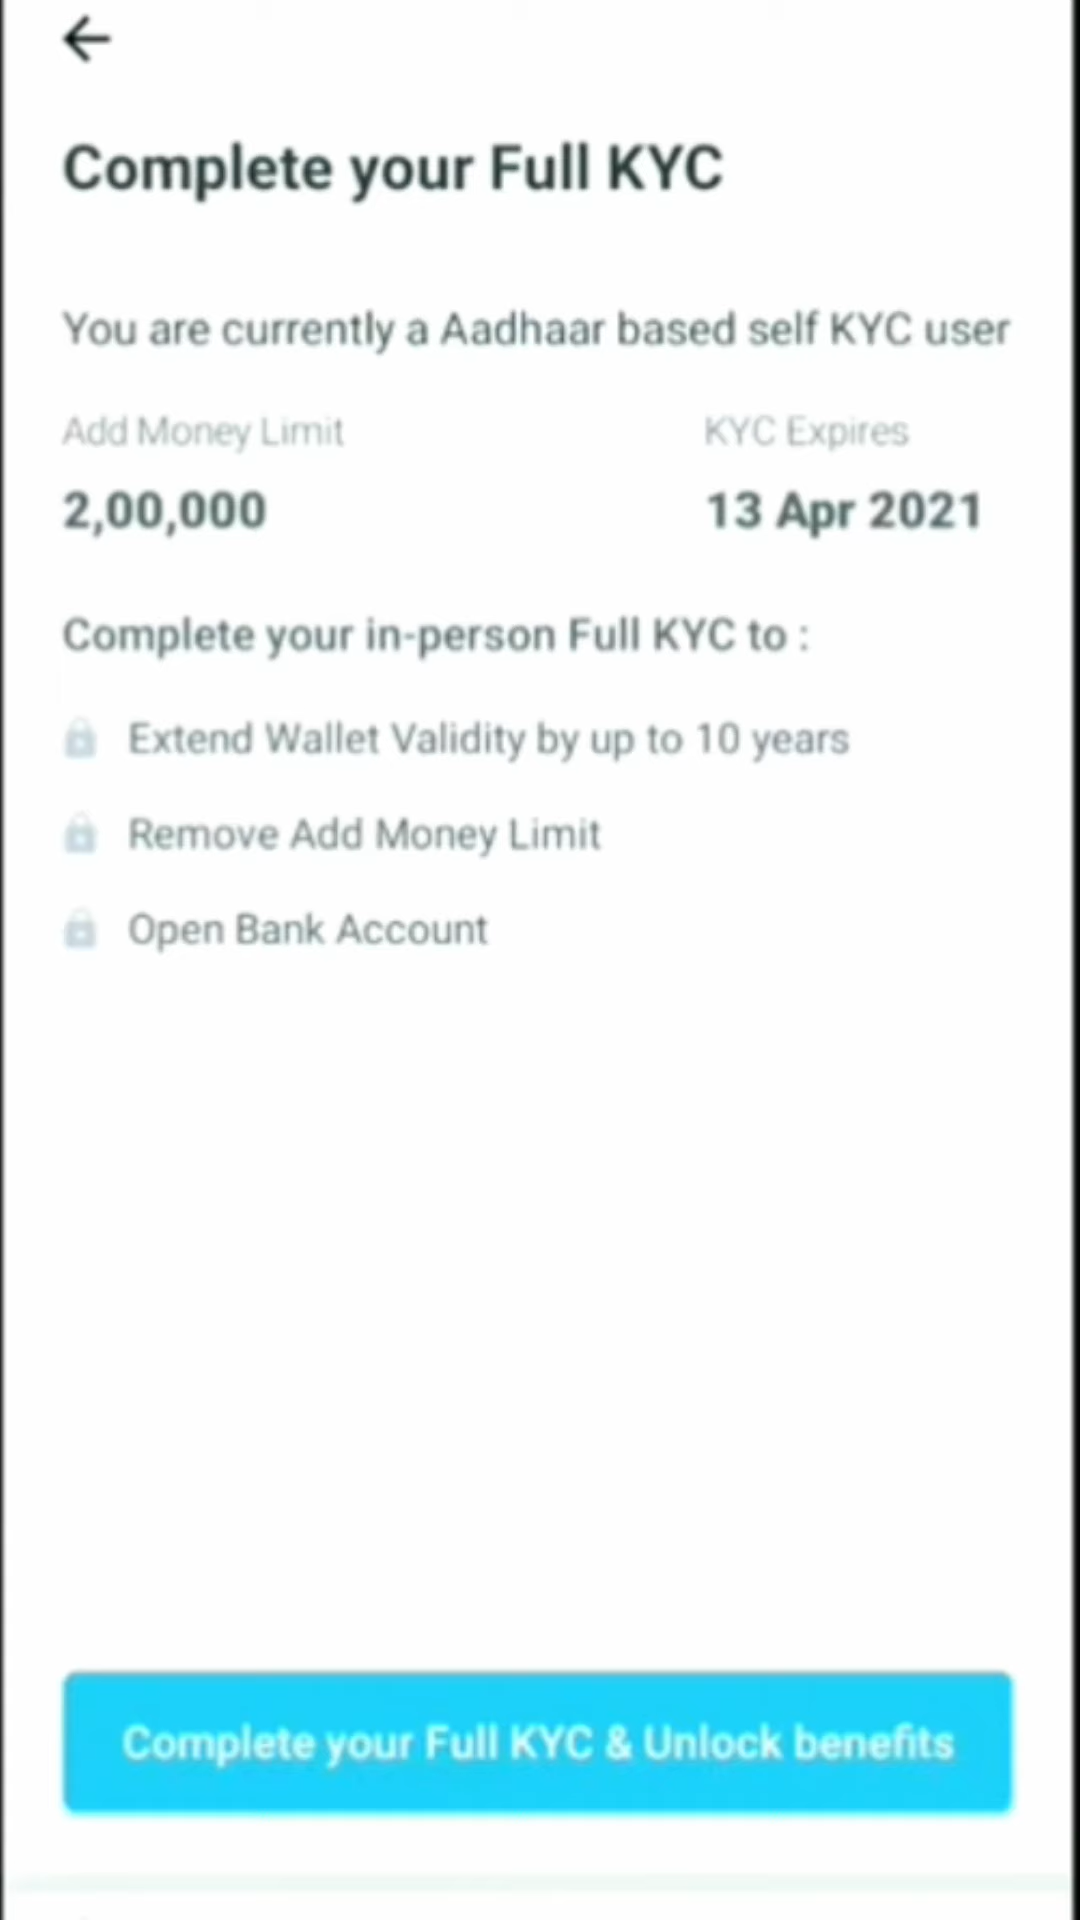 Complete your Full KYC
You are currently a Aadhaar based self KYC user
Add Money Limit
KYC Expires
2,00,000
13 Apr 2021
Complete your in-person Full KYC to :
Extend Wallet Validity by up to 10 years
Remove Add Money Limit
Open Bank Account
Complete your Full KYC & Unlock benefits